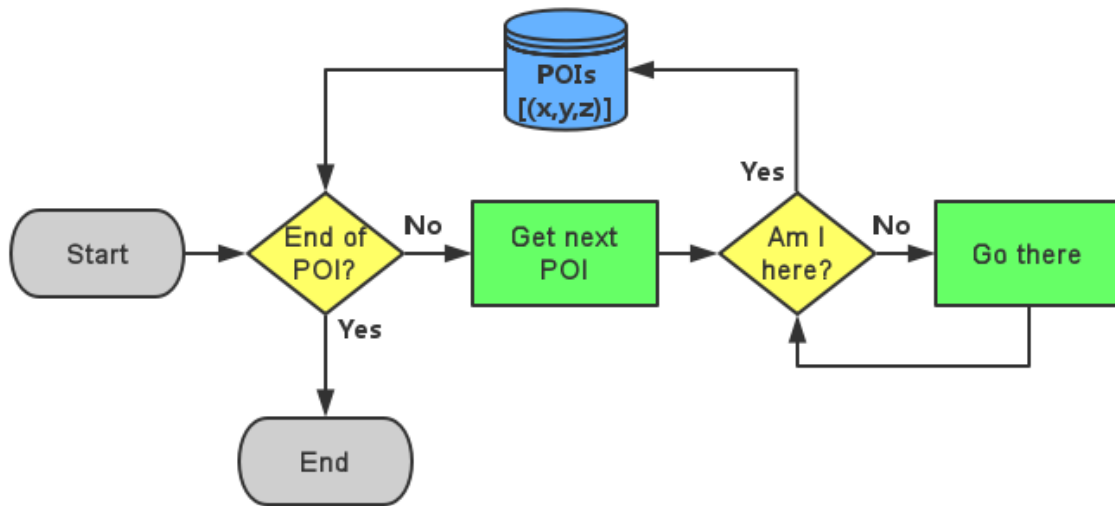 POIs
[(x,y,z)]
Yes
Start
End of
POI?
No
Get next
POI
Am I
here?
No
Go there
Yes
End